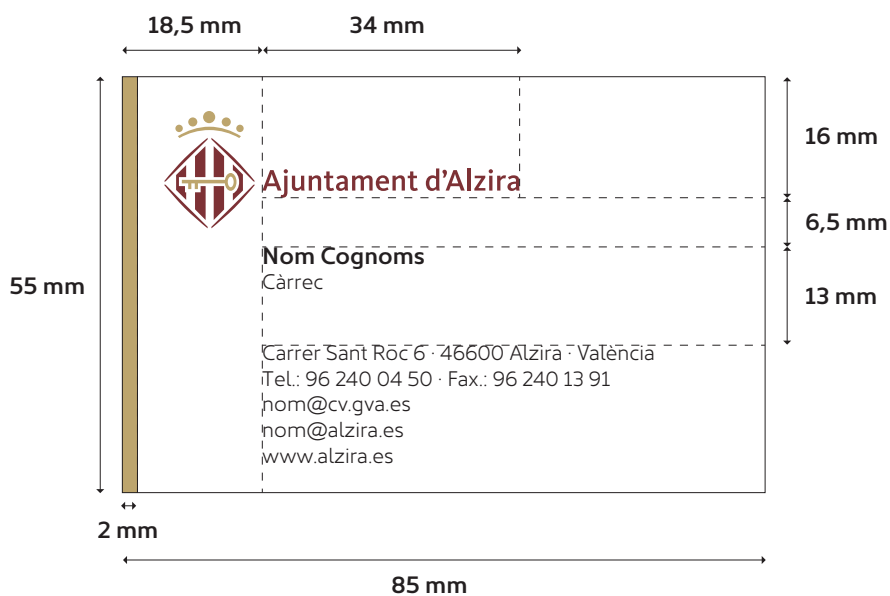 18,5 mm
34 mm
16 mm
Ajuntament d'Alzira
6,5 mm
Nom Cognoms
Càrrec
55 mm
13 mm
Carrer Sant Roc 6 · 46600 Alzira · València
Tel.: 96 240 04 50 · Fax.: 96 240 13 91
nom@cv.gva.es
nom@alzira.es
www.alzira.es
2 mm
85 mm